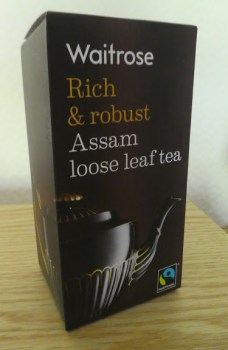 Waitrose
Rich
& robust
Assam
loose leaf tea